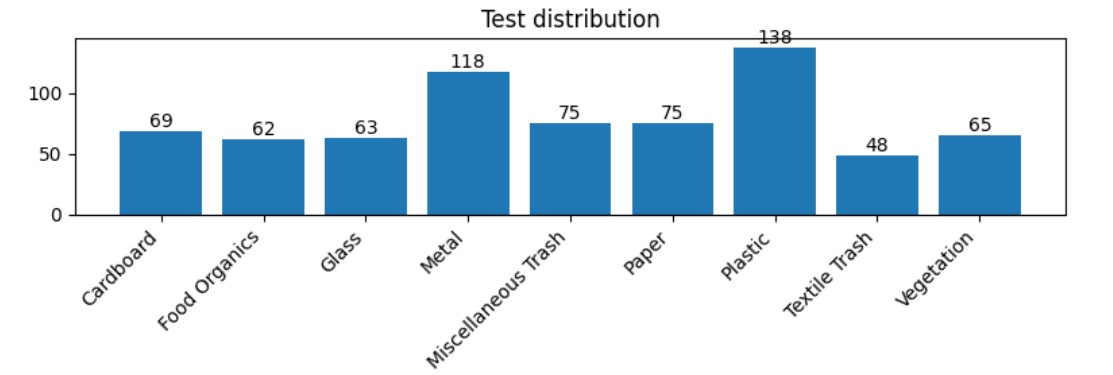 Test distribution
138
118
100
75
75
69
62
63
65
50
48
0
Cardboard
Food Organics
Glass
Metal
Miscellaneous Trash
Paper
Plastic
Textile Trash
Vegetation